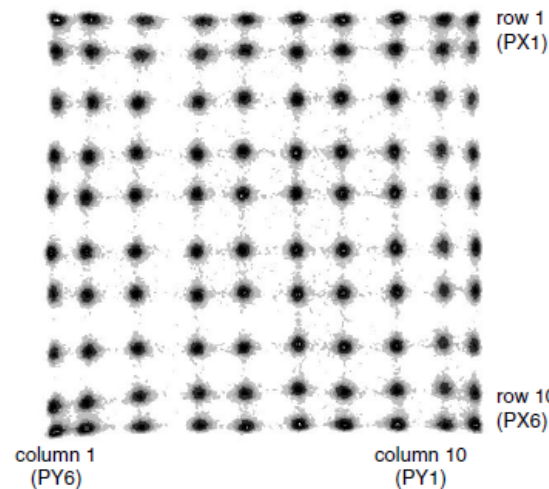 row 1
(PX1)
row 10
(PX6)
column 1
(PY6)
column 10
(PY1)